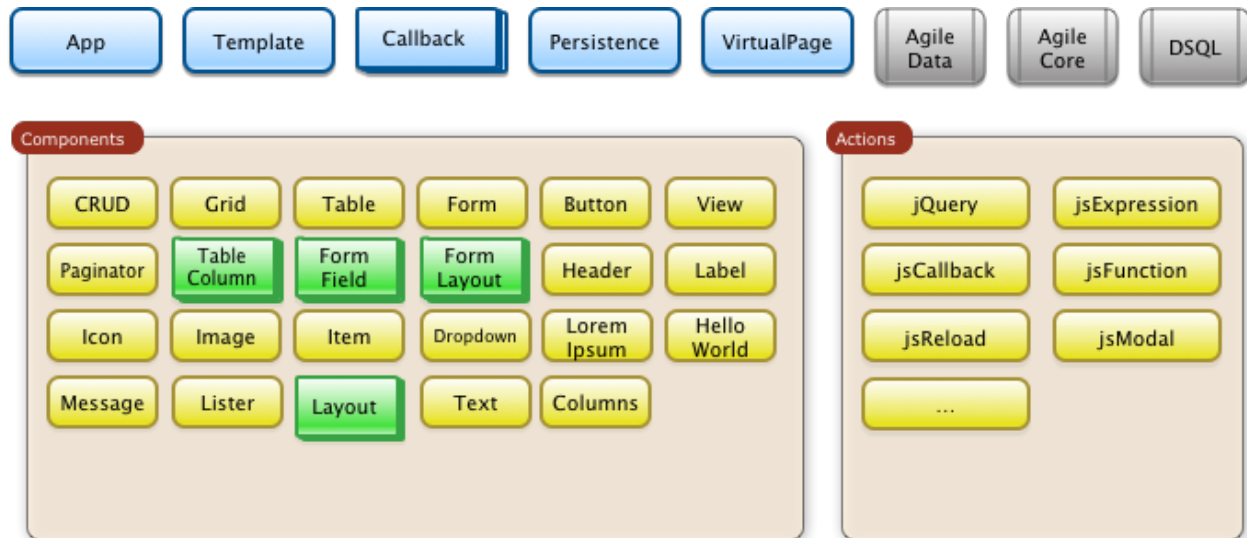 App
Template
Callback
Persistence
VirtualPage
Agile
Data
Agile
Core
DSQL
Components
CRUD
Grid
Table
Form
Button
View
Paginator
Table
Column
Form
Field
Form
Layout
Header
Label
Icon
Image
Item
Dropdown
Lorem
Ipsum
Hello
World
Message
Lister
Layout
Text
Columns
Actions
jQuery
jsExpression
jsCallback
jsFunction
jsReload
jsModal
...